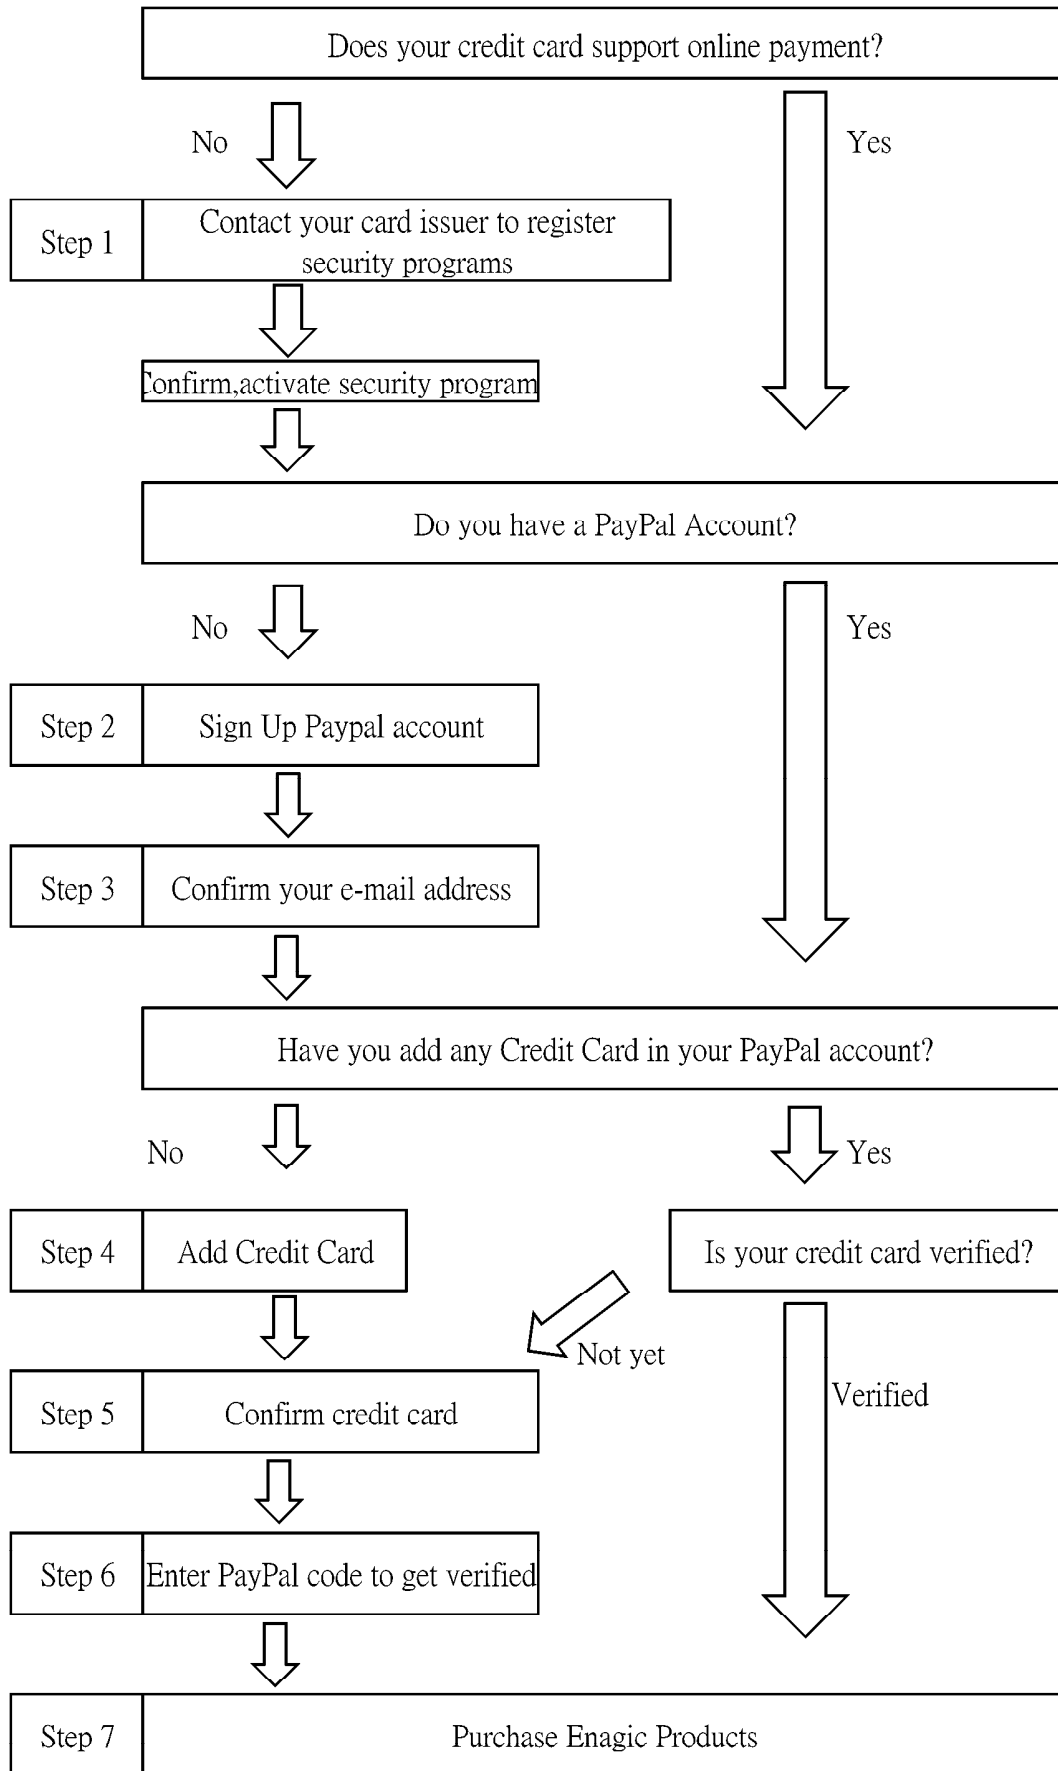 Does your credit card support online payment?
No
Yes
Step 1
Contact your card issuer to register
security programs
Confirm,activate security program
Do you have a PayPal Account?
No
Yes
Step 2
Sign Up Paypal account
Step 3
Confirm your e-mail address
Have you add any Credit Card in your PayPal account?
No
Yes
Step 4
Add Credit Card
Is your credit card verified?
Not yet
Verified
Step 5
Confirm credit card
Step 6
Enter PayPal code to get verified
Step 7
Purchase Enagic Products